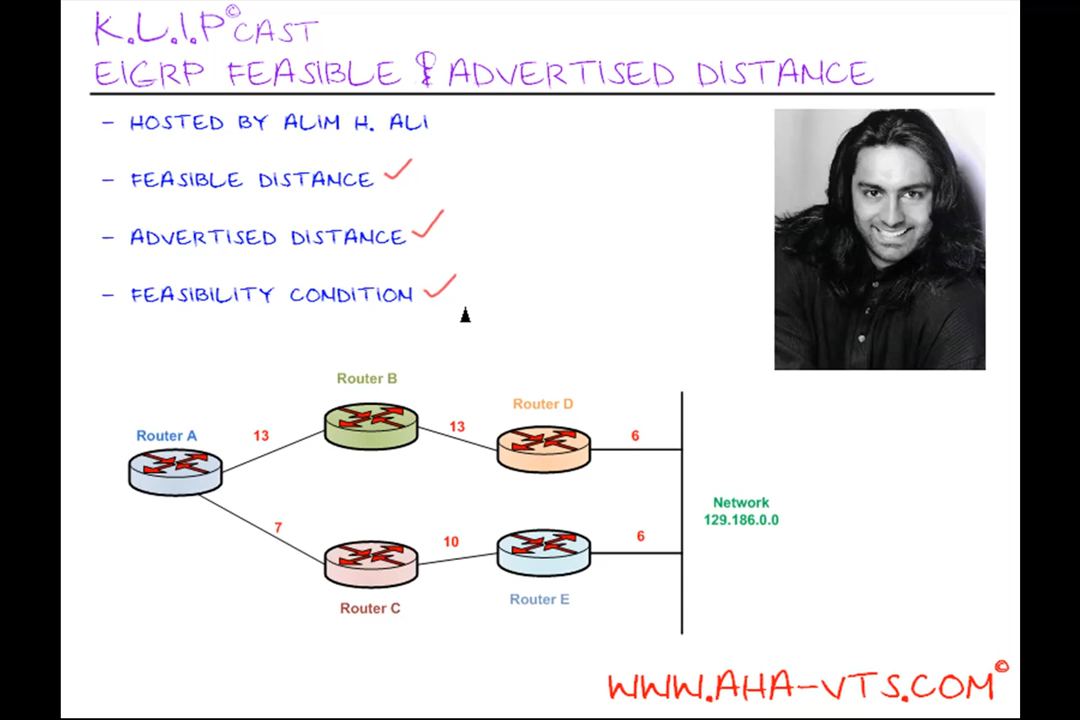 K.L.I.P© CAST
EIGRP FEASIBLE & ADVERTISED DISTANCE
- HOSTED BY ALIM H. ALI
- FEASIBLE DISTANCE ✓
- ADVERTISED DISTANCE ✓
- FEASIBILITY CONDITION ✓
Router B
Router D
Router A
13
13
6
Network
129.186.0.0
7
10
6
Router C
Router E
WWW.AHA-VTS.COM©